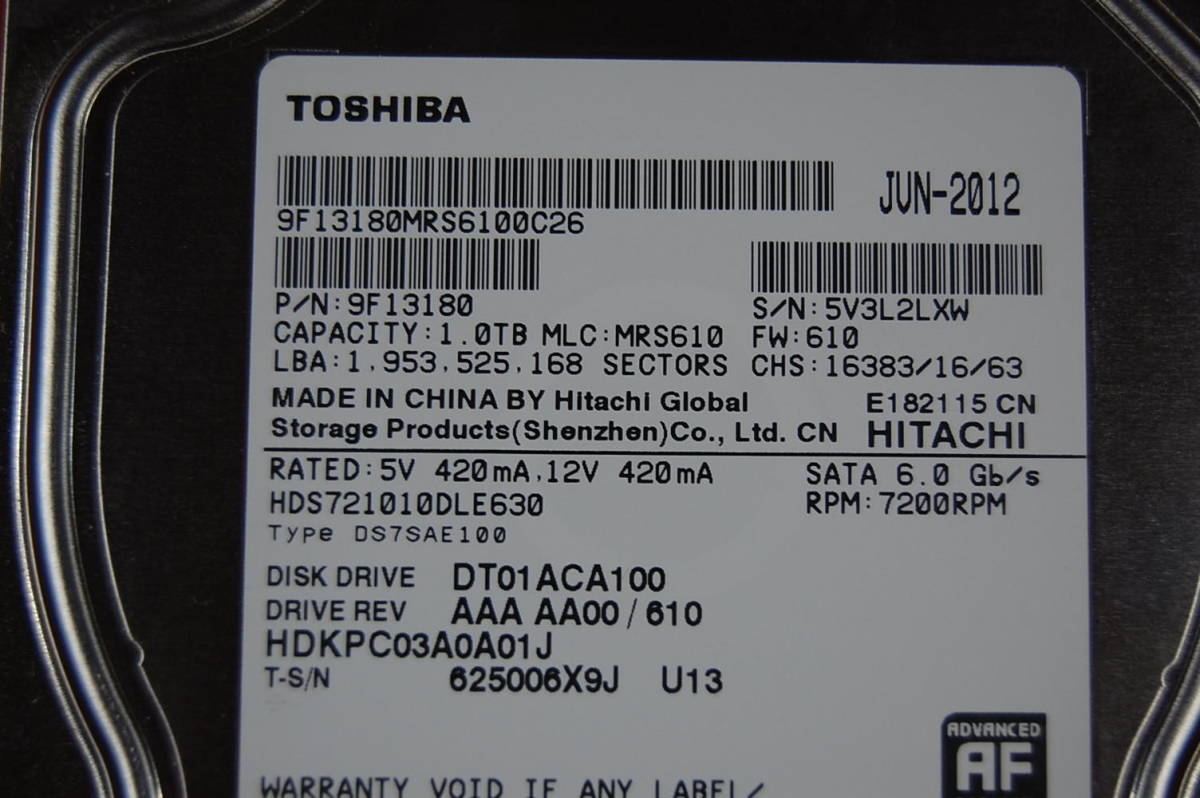 TOSHIBA
JUN-2012
9F13180MRS6100C26
P/N:9F13180 S/N:5V3L2LXW
CAPACITY:1.0TB MLC:MRS610 FW:610
LBA:1,953,525,168 SECTORS CHS:16383/16/63
MADE IN CHINA BY Hitachi Global E182115 CN
Storage Products(Shenzhen)Co., Ltd. CN HITACHI
RATED:5V 420mA,12V 420mA SATA 6.0 Gb/s
HDS721010DLE630 RPM:7200RPM
Type DS7SAE100
DISK DRIVE DT01ACA100
DRIVE REV AAA AA00/610
HDKPC03A0A01J
T-S/N 625006X9J U13
ADVANCED
AF
WARRANTY VOID IF ANY LABEL/